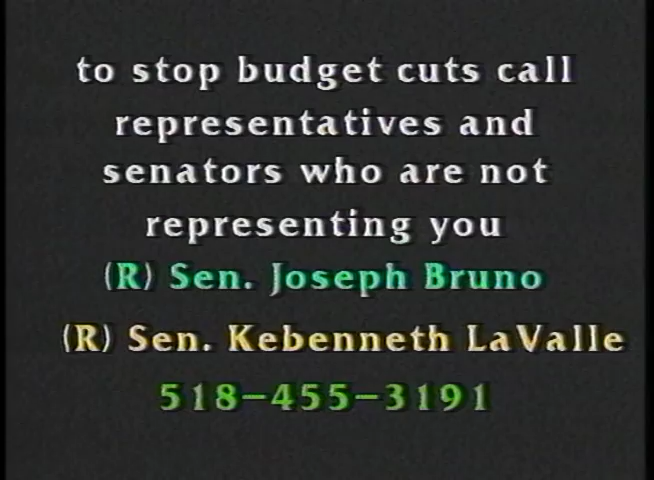 to stop budget cuts call
representatives and
senators who are not
representing you
(R) Sen. Joseph Bruno
(R) Sen. Kebenneth LaValle
518-455-3191